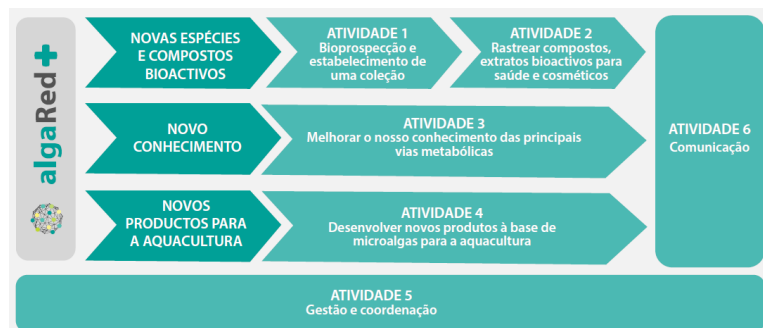 algaRed+
NOVAS ESPÉCIES
E COMPOSTOS
BIOACTIVOS
ATIVIDADE 1
Bioprospecção e
estabelecimento de
uma coleção
ATIVIDADE 2
Rastrear compostos,
extratos bioactivos para
saúde e cosméticos
NOVO
CONHECIMENTO
ATIVIDADE 3
Melhorar o nosso conhecimento das principais
vias metabólicas
NOVOS
PRODUCTOS PARA
A AQUACULTURA
ATIVIDADE 4
Desenvolver novos produtos à base de
microalgas para a aquacultura
ATIVIDADE 6
Comunicação
ATIVIDADE 5
Gestão e coordenação